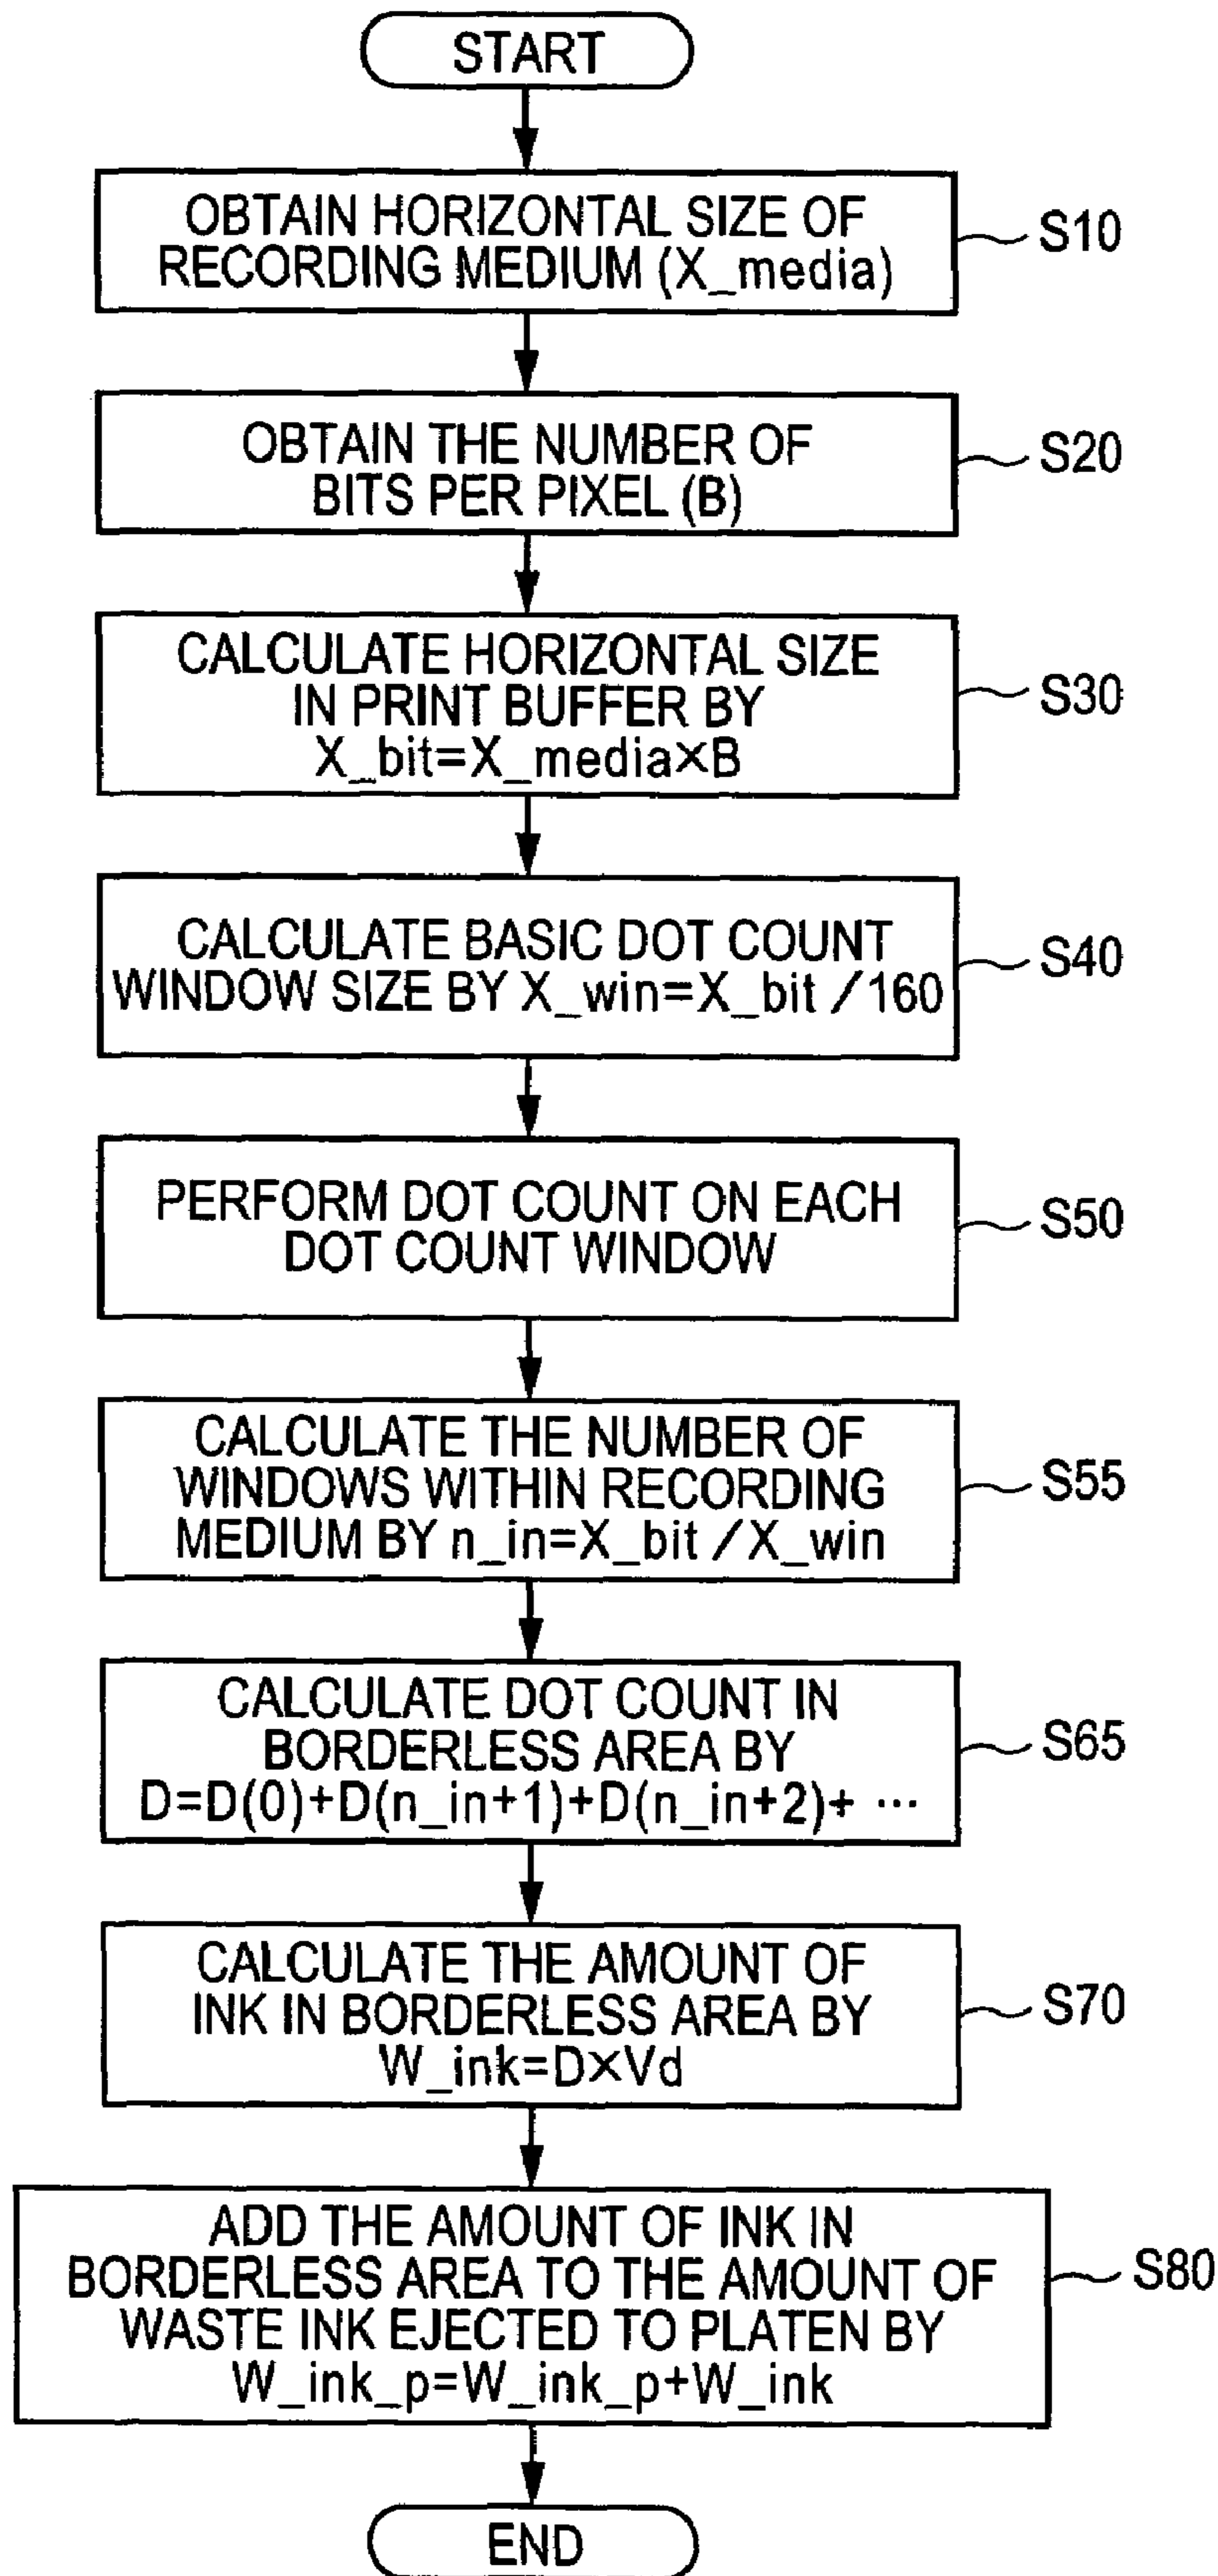 START
OBTAIN HORIZONTAL SIZE OF
RECORDING MEDIUM (X_media)
S10
OBTAIN THE NUMBER OF
BITS PER PIXEL (B)
S20
CALCULATE HORIZONTAL SIZE
IN PRINT BUFFER BY
X_bit=X_media×B
S30
CALCULATE BASIC DOT COUNT
WINDOW SIZE BY X_win=X_bit /160
S40
PERFORM DOT COUNT ON EACH
DOT COUNT WINDOW
S50
CALCULATE THE NUMBER OF
WINDOWS WITHIN RECORDING
MEDIUM BY n_in=X_bit /X_win
S55
CALCULATE DOT COUNT IN
BORDERLESS AREA BY
D=D(0)+D(n_in+1)+D(n_in+2)+ ···
S65
CALCULATE THE AMOUNT OF
INK IN BORDERLESS AREA BY
W_ink=D×Vd
S70
ADD THE AMOUNT OF INK IN
BORDERLESS AREA TO THE AMOUNT OF
WASTE INK EJECTED TO PLATEN BY
W_ink_p=W_ink_p+W_ink
S80
END